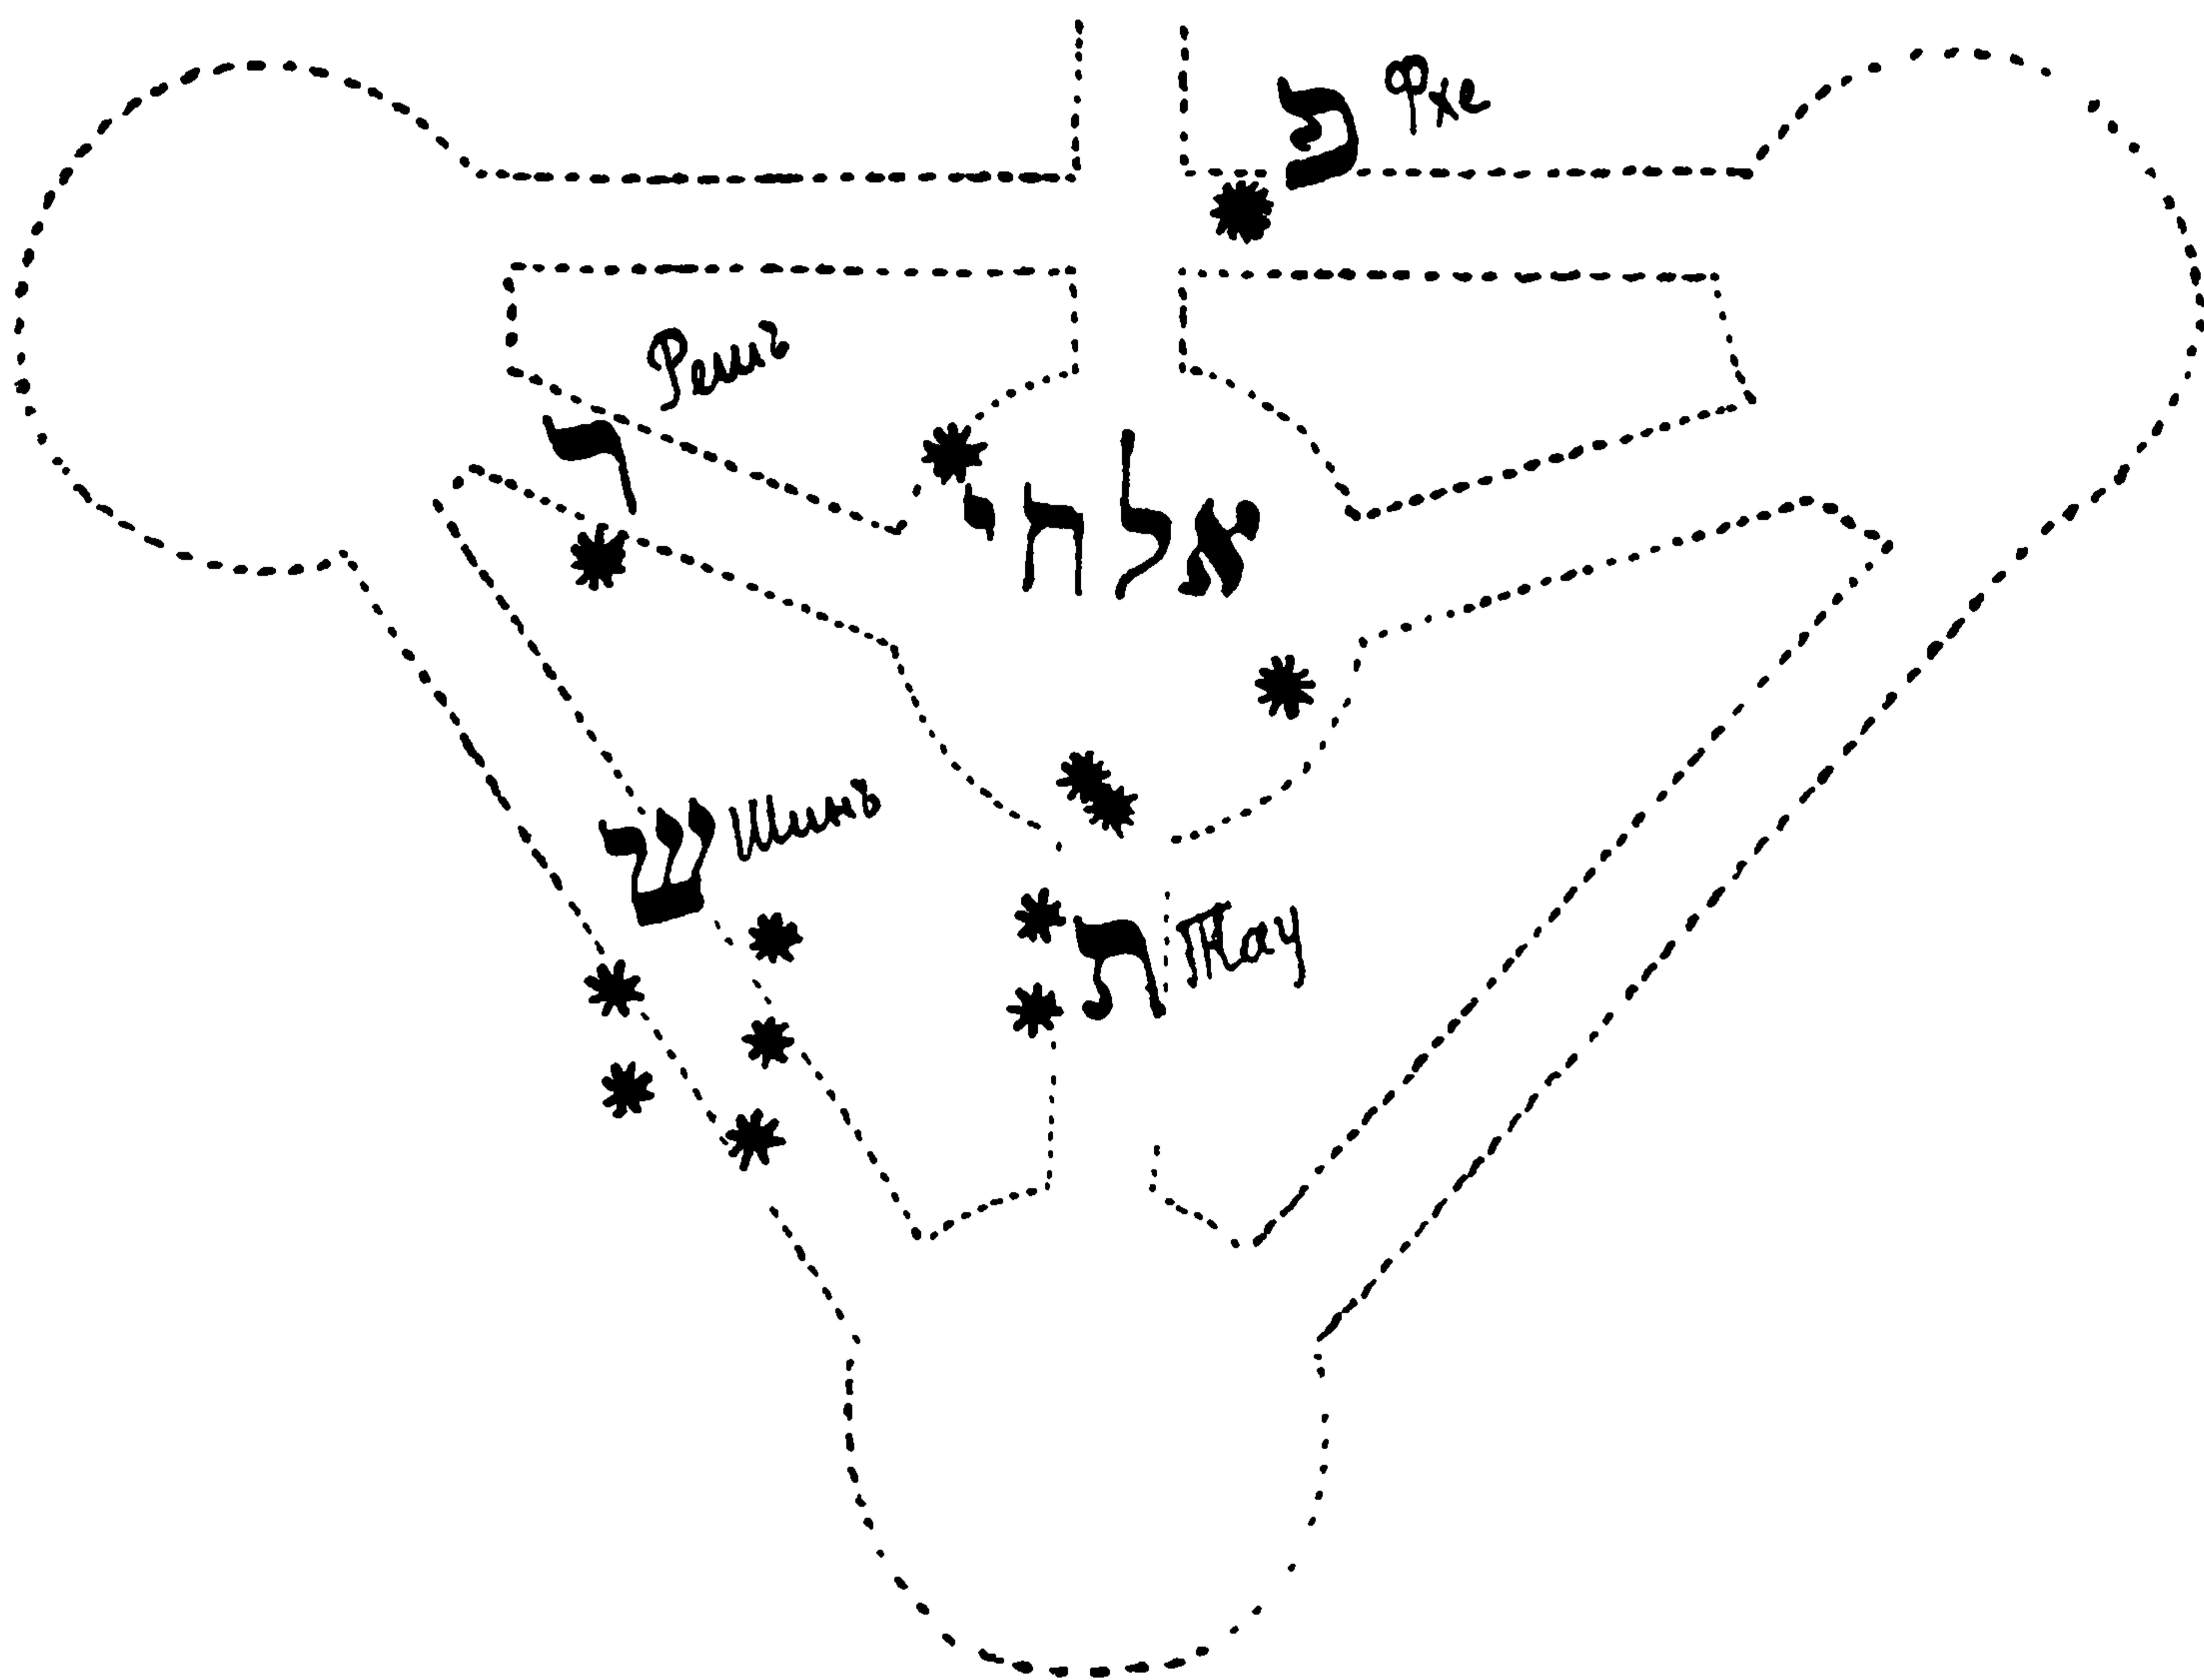 פ Фхе
Решъ
ר
אלהי
ש Шинъ
ת Тау